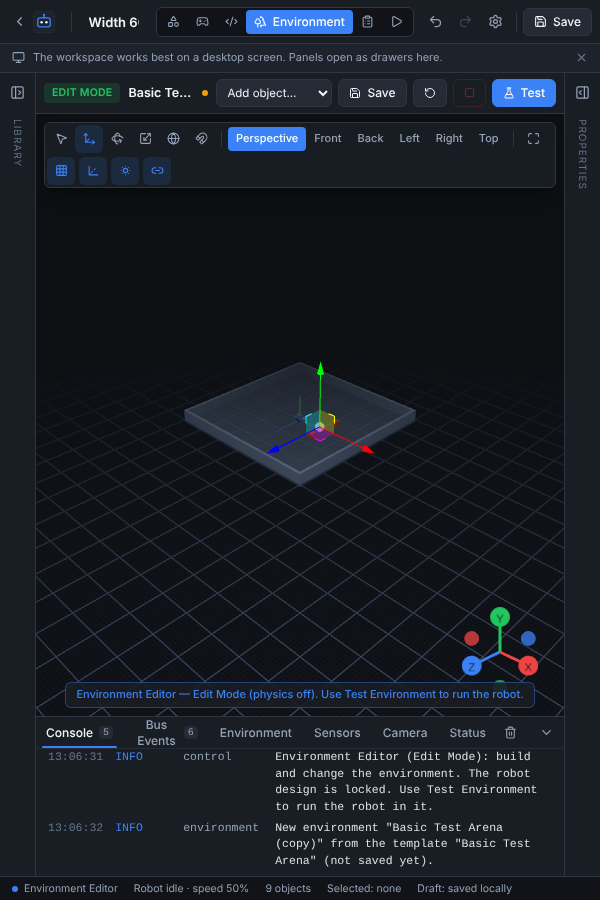 Width 6
Environment
Save
The workspace works best on a desktop screen. Panels open as drawers here.
EDIT MODE
Basic Te...
Add object...
Save
Test
LIBRARY
PROPERTIES
Perspective
Front
Back
Left
Right
Top
Y
Z
X
Environment Editor — Edit Mode (physics off). Use Test Environment to run the robot.
Console 5
Bus Events 6
Environment
Sensors
Camera
Status
13:06:31 INFO control Environment Editor (Edit Mode): build
and change the environment. The robot
design is locked. Use Test Environment
to run the robot in it.
13:06:32 INFO environment New environment "Basic Test Arena
(copy)" from the template "Basic Test
Arena" (not saved yet).
Environment Editor
Robot idle · speed 50%
9 objects
Selected: none
Draft: saved locally